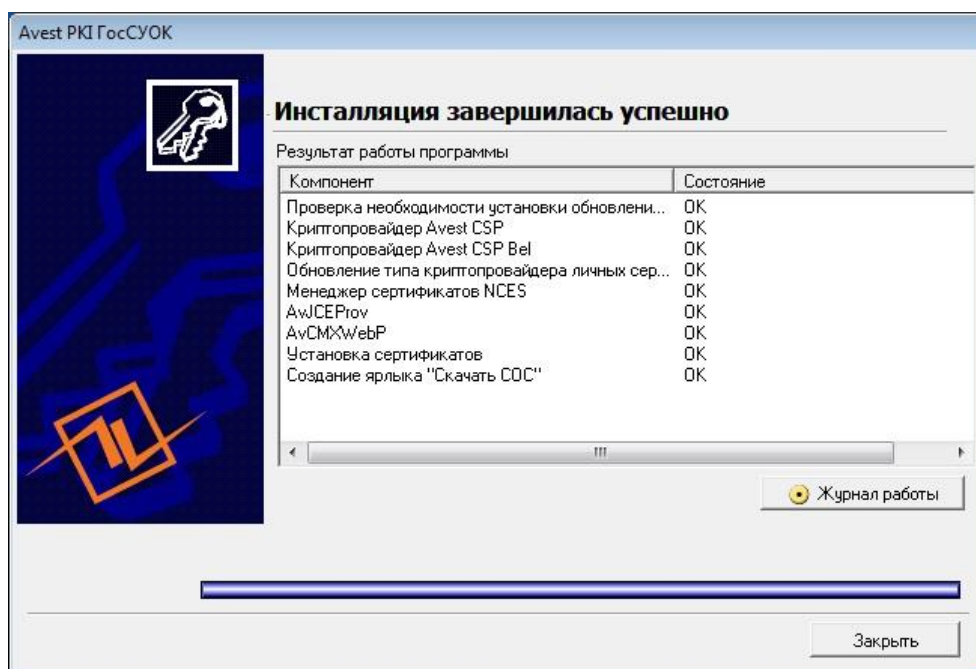 Avest PKI ГосСУОК
Инсталляция завершилась успешно
Результат работы программы
Компонент Состояние
Проверка необходимости установки обновлени... OK
Криптопровайдер Avest CSP OK
Криптопровайдер Avest CSP Bel OK
Обновление типа криптопровайдера личных сер... OK
Менеджер сертификатов NCES OK
AvJCEProv OK
AvCMXWebP OK
Установка сертификатов OK
Создание ярлыка "Скачать СОС" OK
Журнал работы
Закрыть